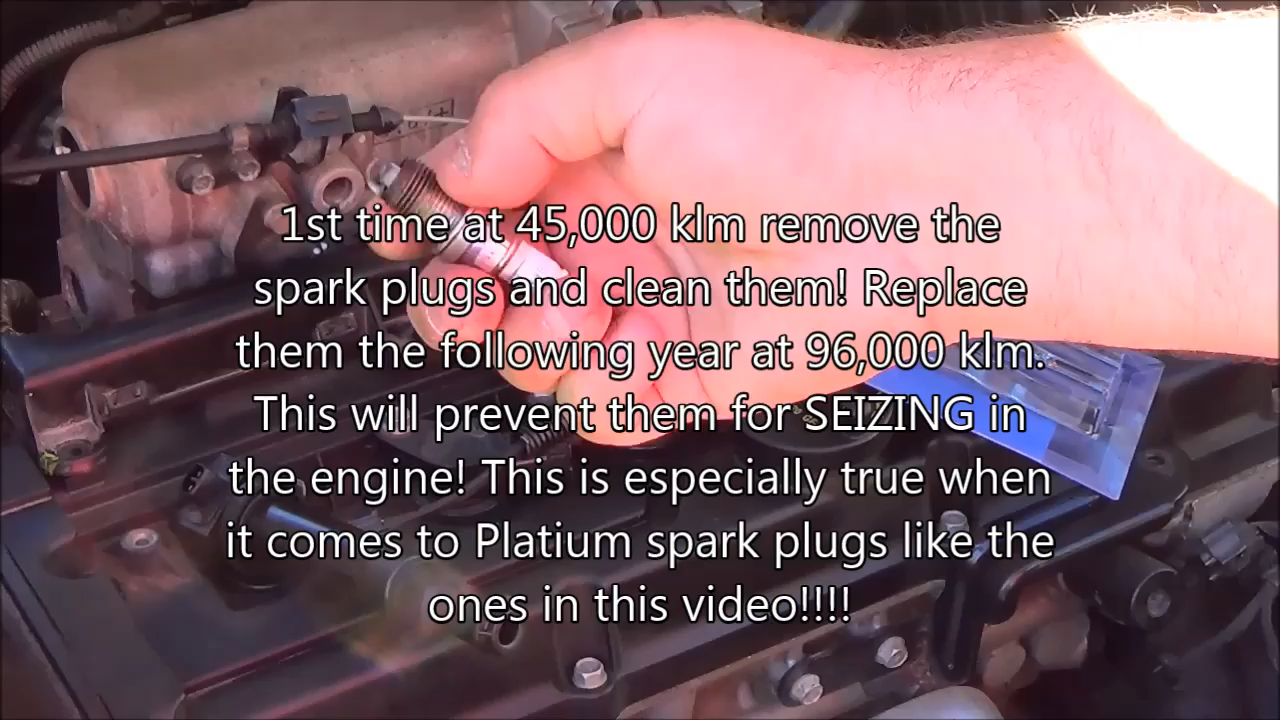 1st time at 45,000 klm remove the
spark plugs and clean them! Replace
them the following year at 96,000 klm.
This will prevent them for SEIZING in
the engine! This is especially true when
it comes to Platium spark plugs like the
ones in this video!!!!